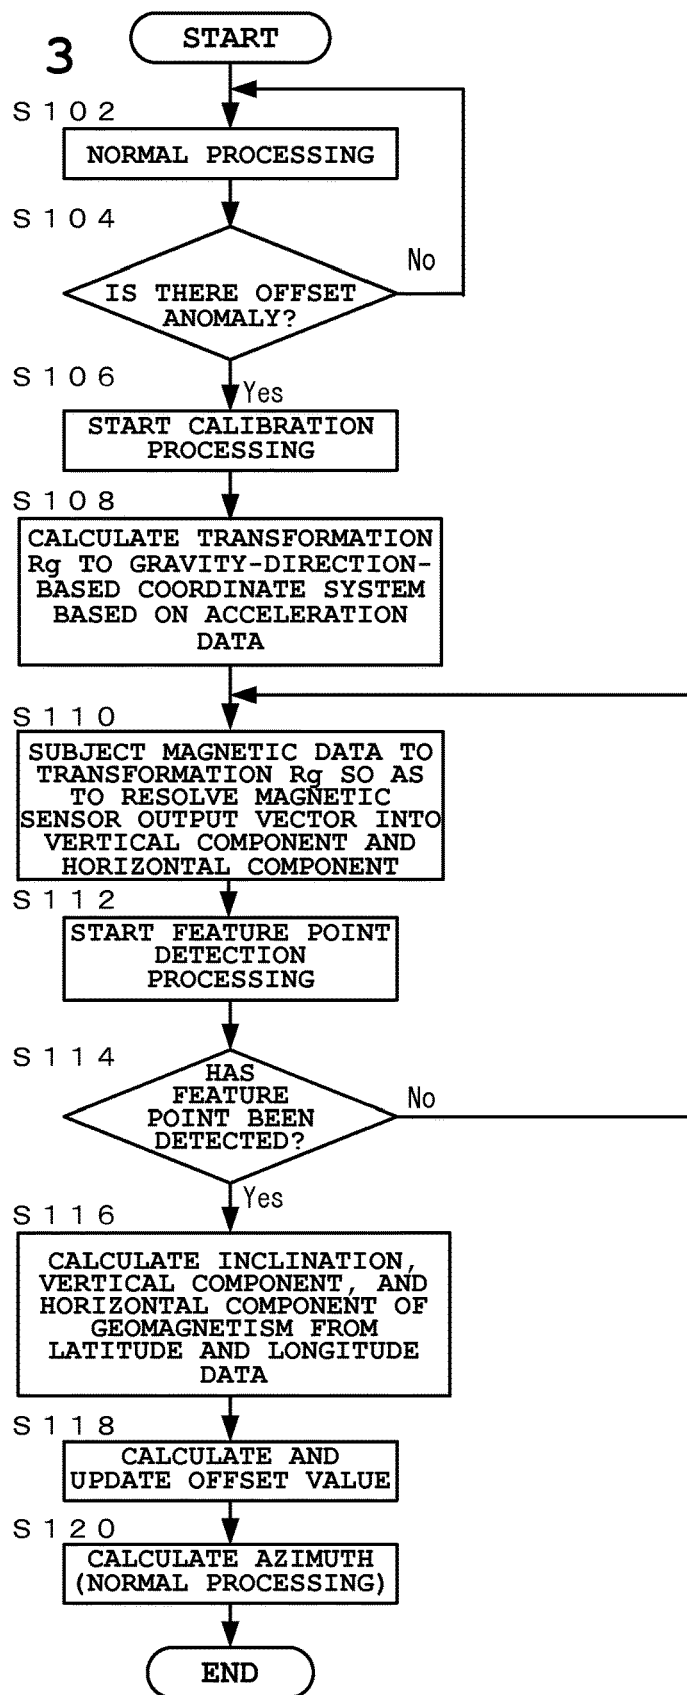 3
START
S102
NORMAL PROCESSING
S104
No
IS THERE OFFSET
ANOMALY?
S106
Yes
START CALIBRATION
PROCESSING
S108
CALCULATE TRANSFORMATION
Rg TO GRAVITY-DIRECTION-
BASED COORDINATE SYSTEM
BASED ON ACCELERATION
DATA
S110
SUBJECT MAGNETIC DATA TO
TRANSFORMATION Rg SO AS
TO RESOLVE MAGNETIC
SENSOR OUTPUT VECTOR INTO
VERTICAL COMPONENT AND
HORIZONTAL COMPONENT
S112
START FEATURE POINT
DETECTION
PROCESSING
S114
HAS
FEATURE
POINT BEEN
DETECTED?
No
Yes
S116
CALCULATE INCLINATION,
VERTICAL COMPONENT, AND
HORIZONTAL COMPONENT OF
GEOMAGNETISM FROM
LATITUDE AND LONGITUDE
DATA
S118
CALCULATE AND
UPDATE OFFSET VALUE
S120
CALCULATE AZIMUTH
(NORMAL PROCESSING)
END